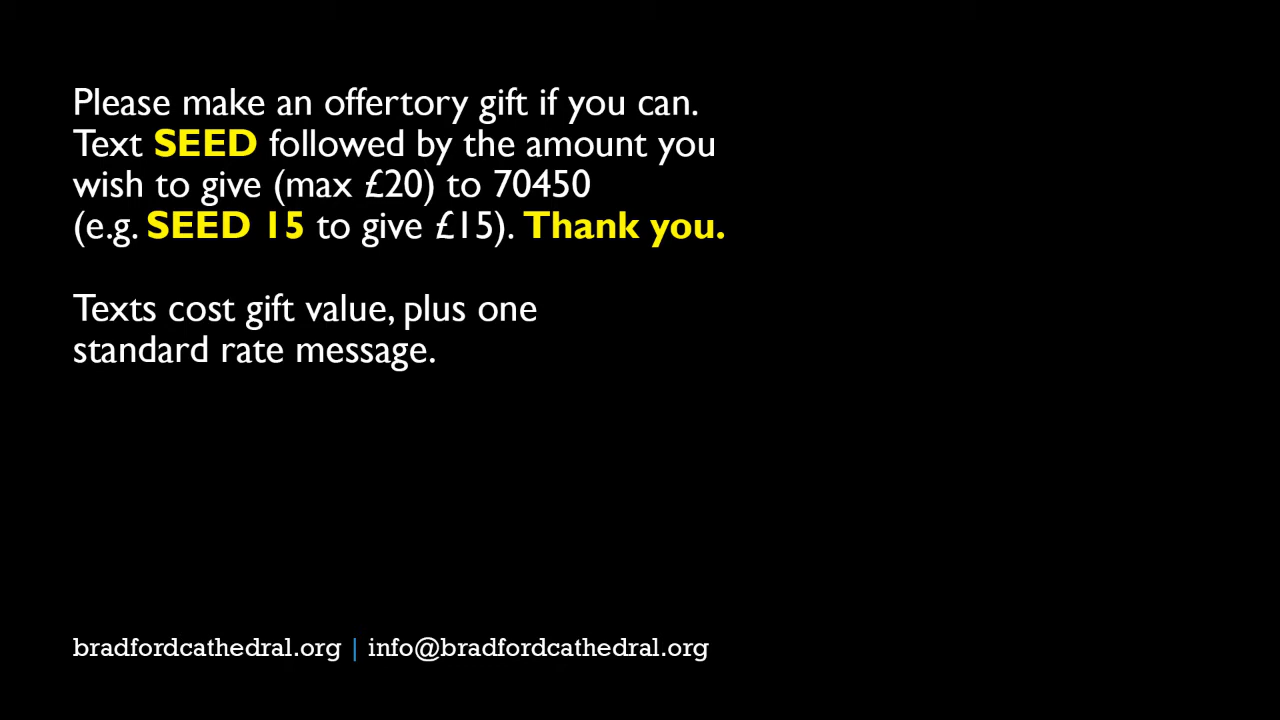 Please make an offertory gift if you can.
Text SEED followed by the amount you
wish to give (max £20) to 70450
(e.g. SEED 15 to give £15). Thank you.
Texts cost gift value, plus one
standard rate message.
bradfordcathedral.org | info@bradfordcathedral.org